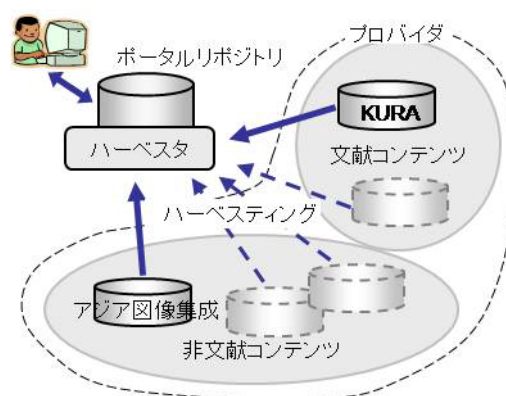 プロバイダ
ポータルリポジトリ
KURA
ハーベスタ
文献コンテンツ
ハーベスティング
アジア図像集成
非文献コンテンツ